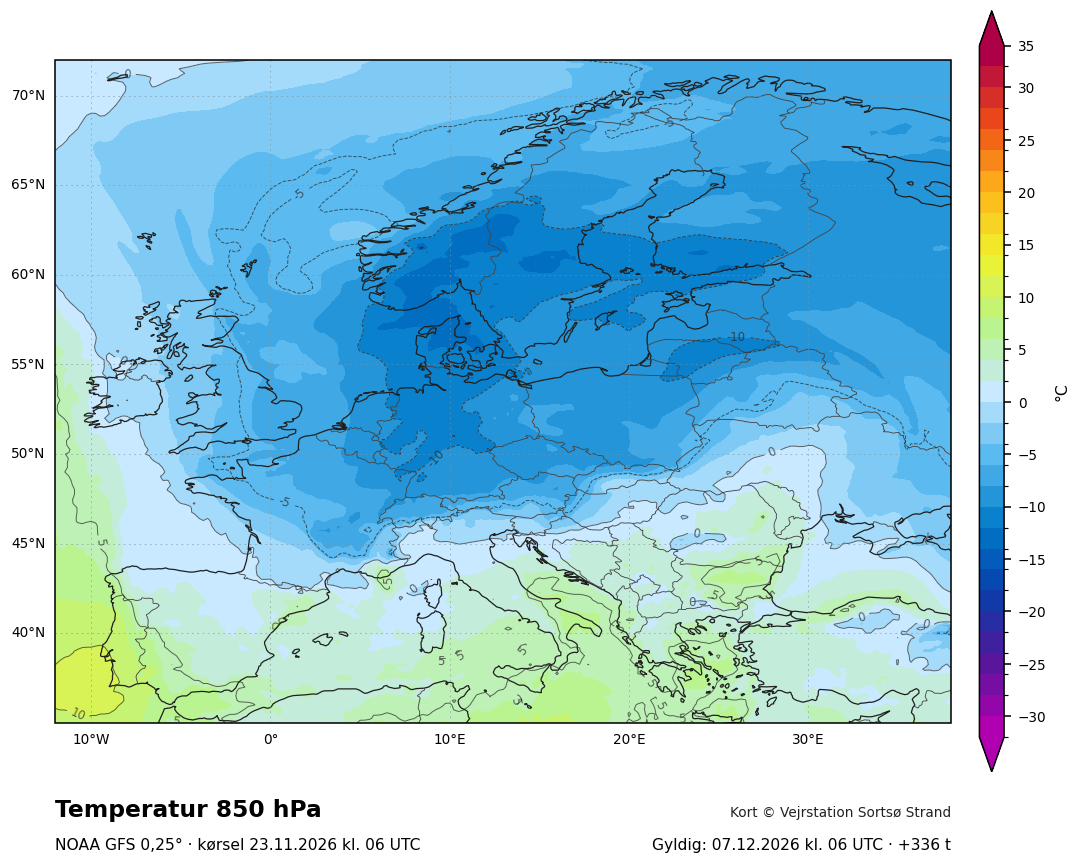 70°N
65°N
60°N
55°N
50°N
45°N
40°N
10°W
0°
10°E
20°E
30°E
35
30
25
20
15
10
5
0
−5
−10
−15
−20
−25
−30
°C
Temperatur 850 hPa
Kort © Vejrstation Sortsø Strand
NOAA GFS 0,25° · kørsel 23.11.2026 kl. 06 UTC
Gyldig: 07.12.2026 kl. 06 UTC · +336 t